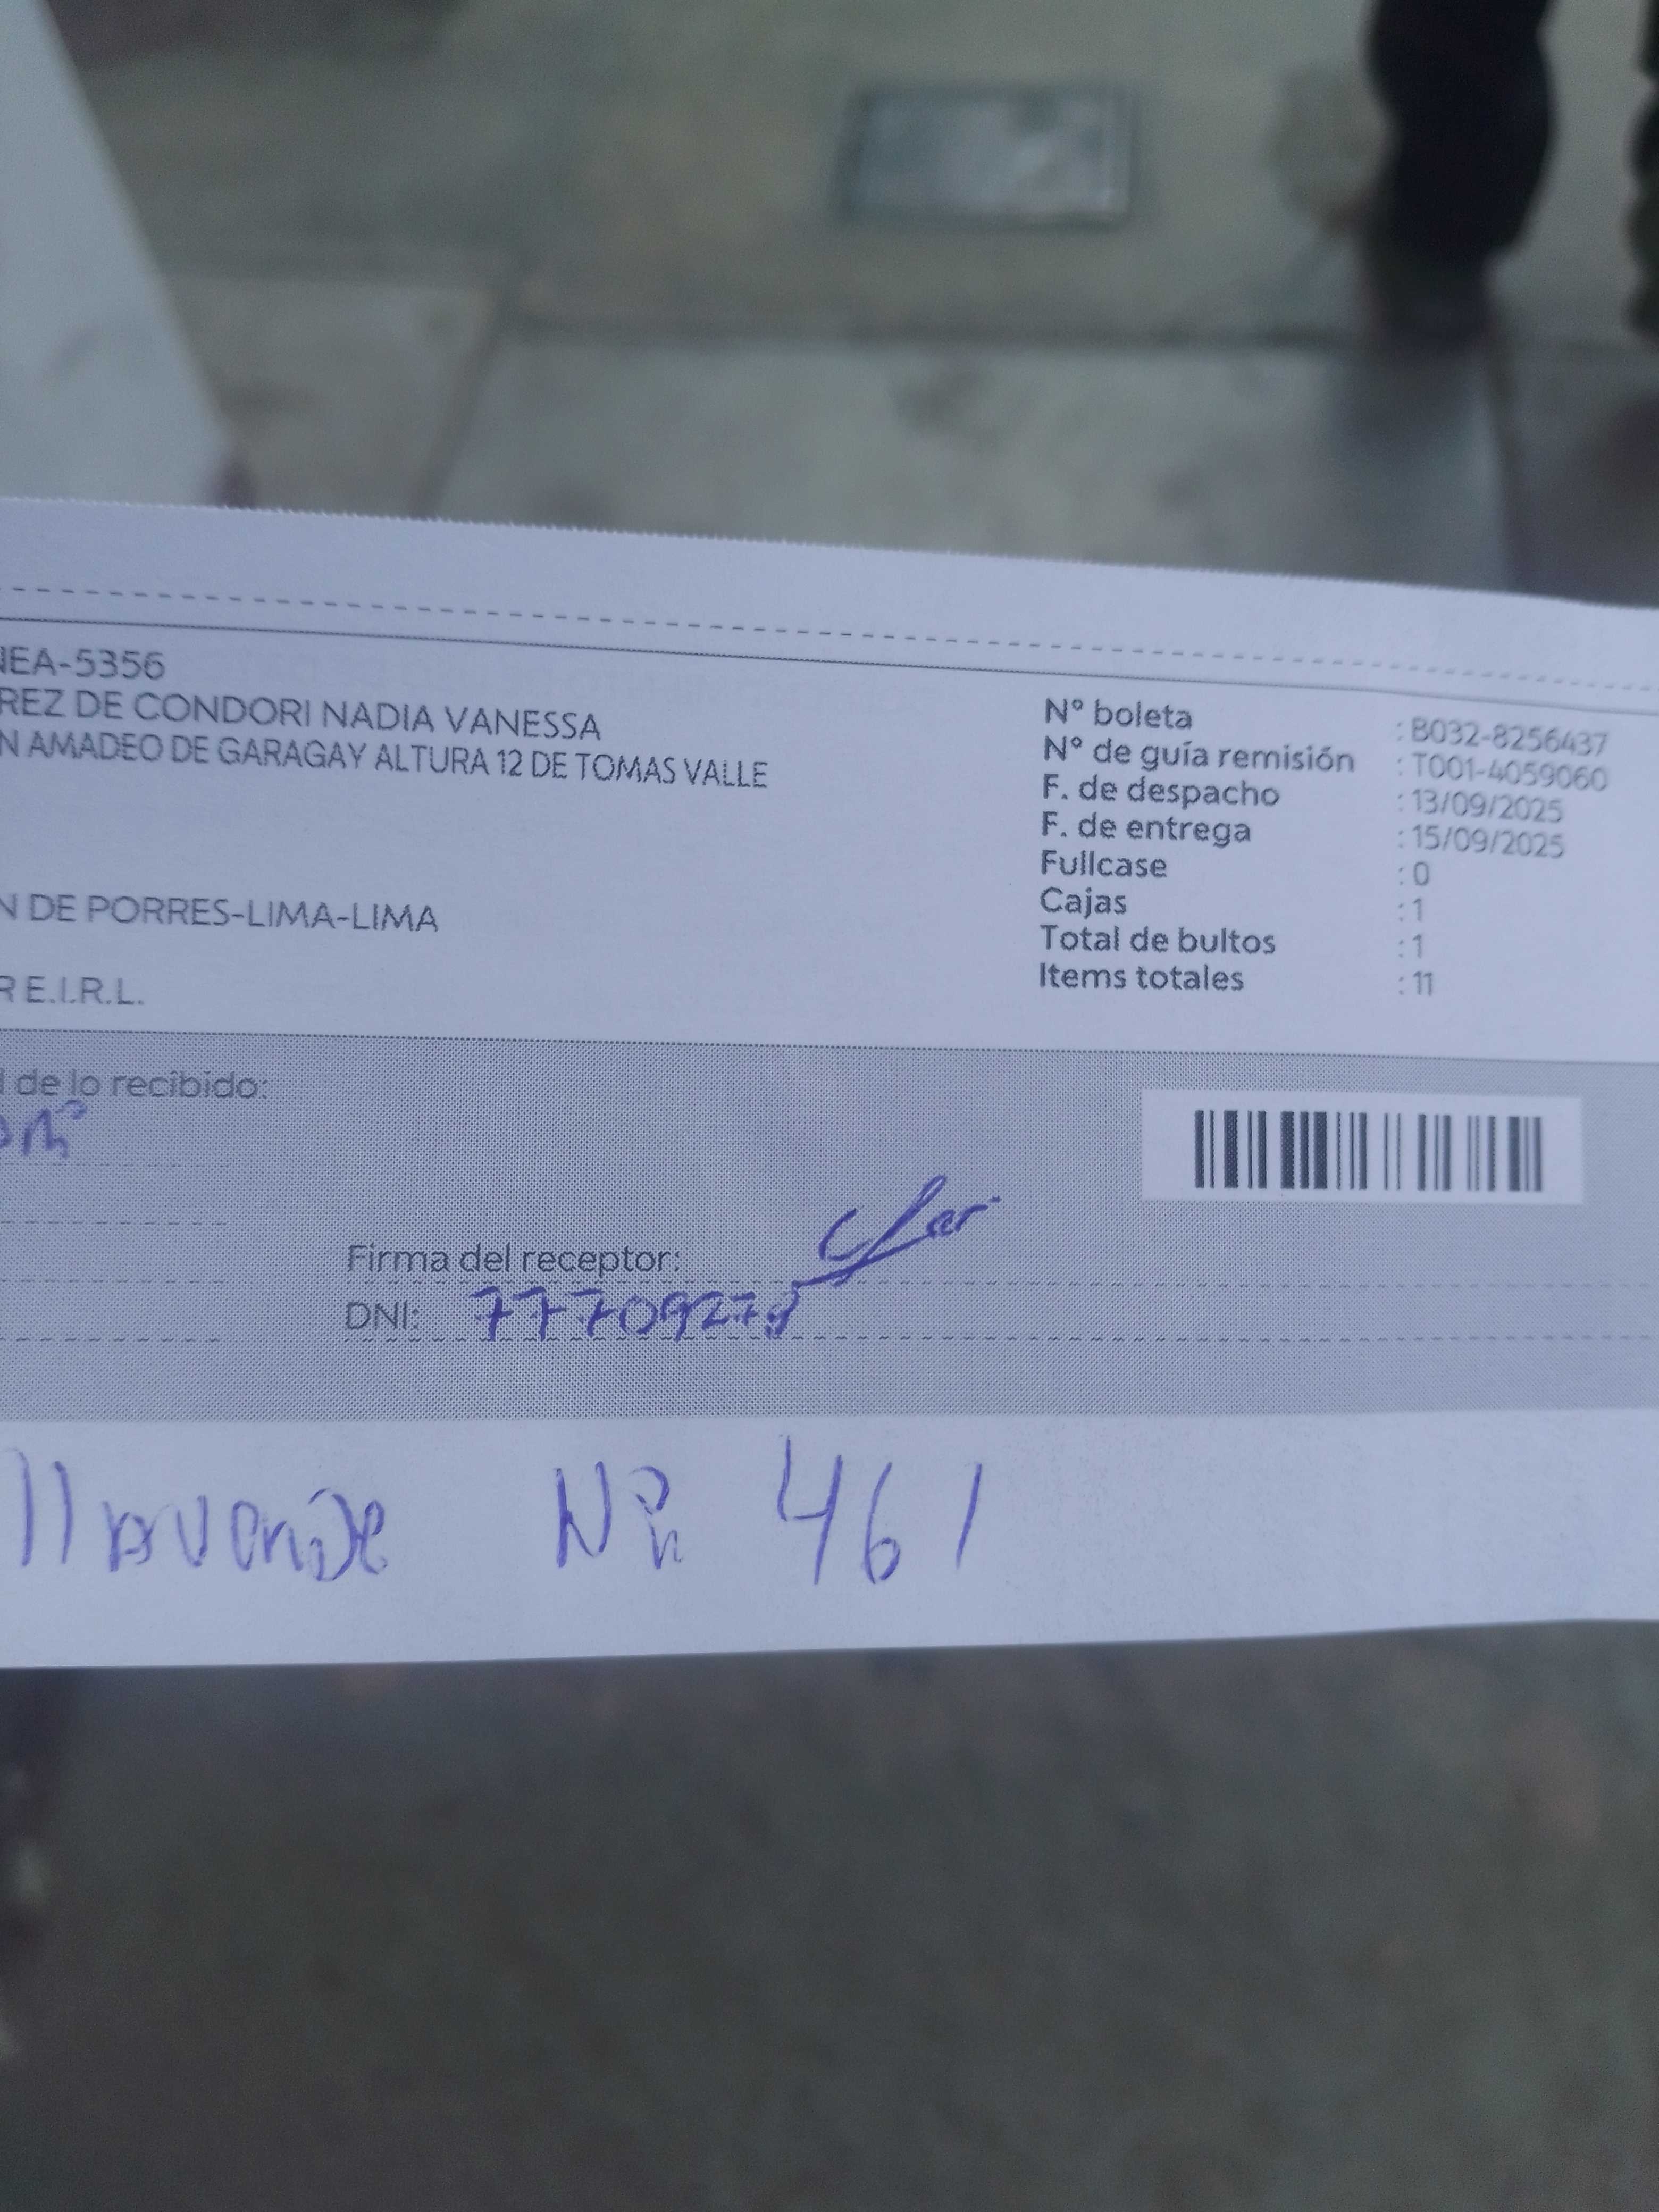 NEA-5356
REZ DE CONDORI NADIA VANESSA
N AMADEO DE GARAGAY ALTURA 12 DE TOMAS VALLE
N DE PORRES-LIMA-LIMA
R E.I.R.L.
N° boleta : B032-8256437
N° de guía remisión : T001-4059060
F. de despacho : 13/09/2025
F. de entrega : 15/09/2025
Fullcase : 0
Cajas : 1
Total de bultos : 1
Items totales : 11
l de lo recibido:
Firma del receptor:
DNI: 77709278
Nº 461